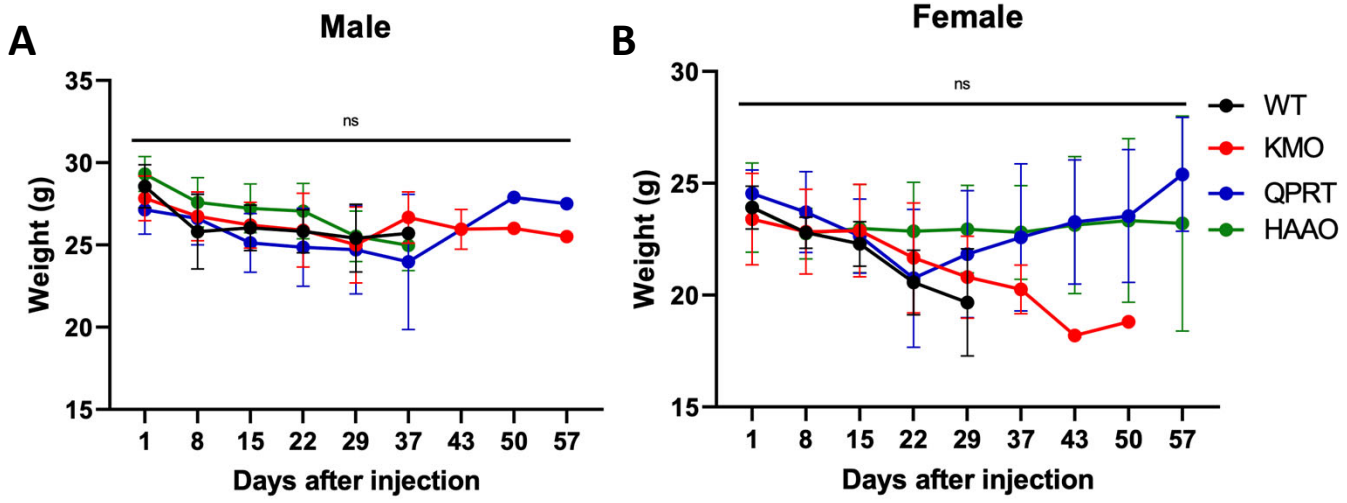 A
Male
Weight (g)
35
30
25
20
15
ns
1 8 15 22 29 37 43 50 57
Days after injection
B
Female
Weight (g)
30
25
20
15
ns
1 8 15 22 29 37 43 50 57
Days after injection
WT
KMO
QPRT
HAAO